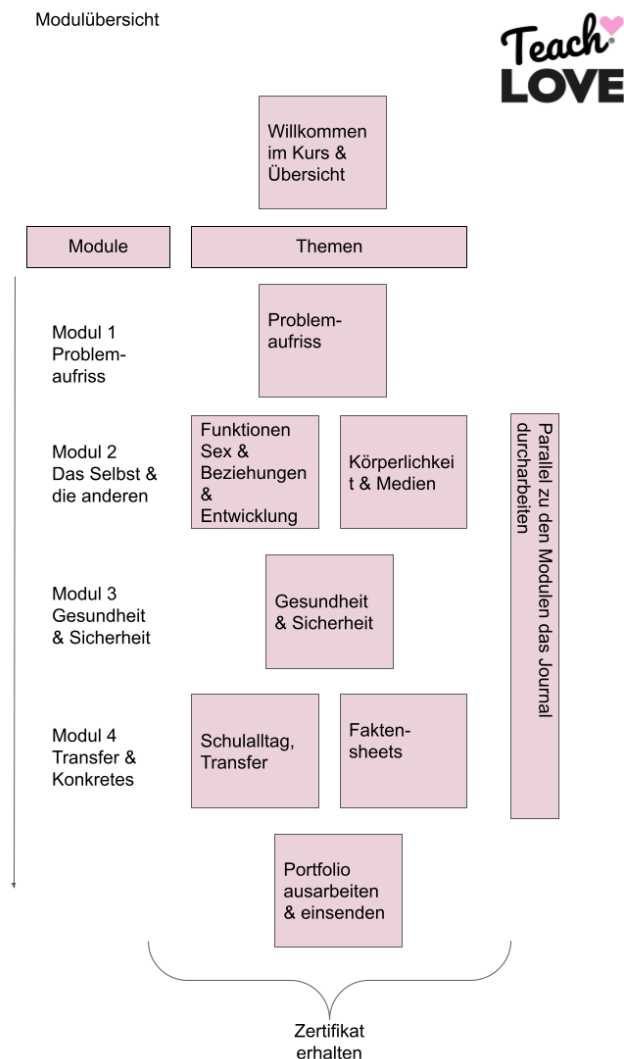 Modulübersicht
Teach®
LOVE
Willkommen
im Kurs &
Übersicht
Module
Themen
Modul 1
Problem-
aufriss
Problem-
aufriss
Modul 2
Das Selbst &
die anderen
Funktionen
Sex &
Beziehungen
&
Entwicklung
Körperlichkei
t & Medien
Parallel zu den Modulen das Journal
durcharbeiten
Modul 3
Gesundheit
& Sicherheit
Gesundheit
& Sicherheit
Modul 4
Transfer &
Konkretes
Schulalltag,
Transfer
Fakten-
sheets
Portfolio
ausarbeiten
& einsenden
Zertifikat
erhalten